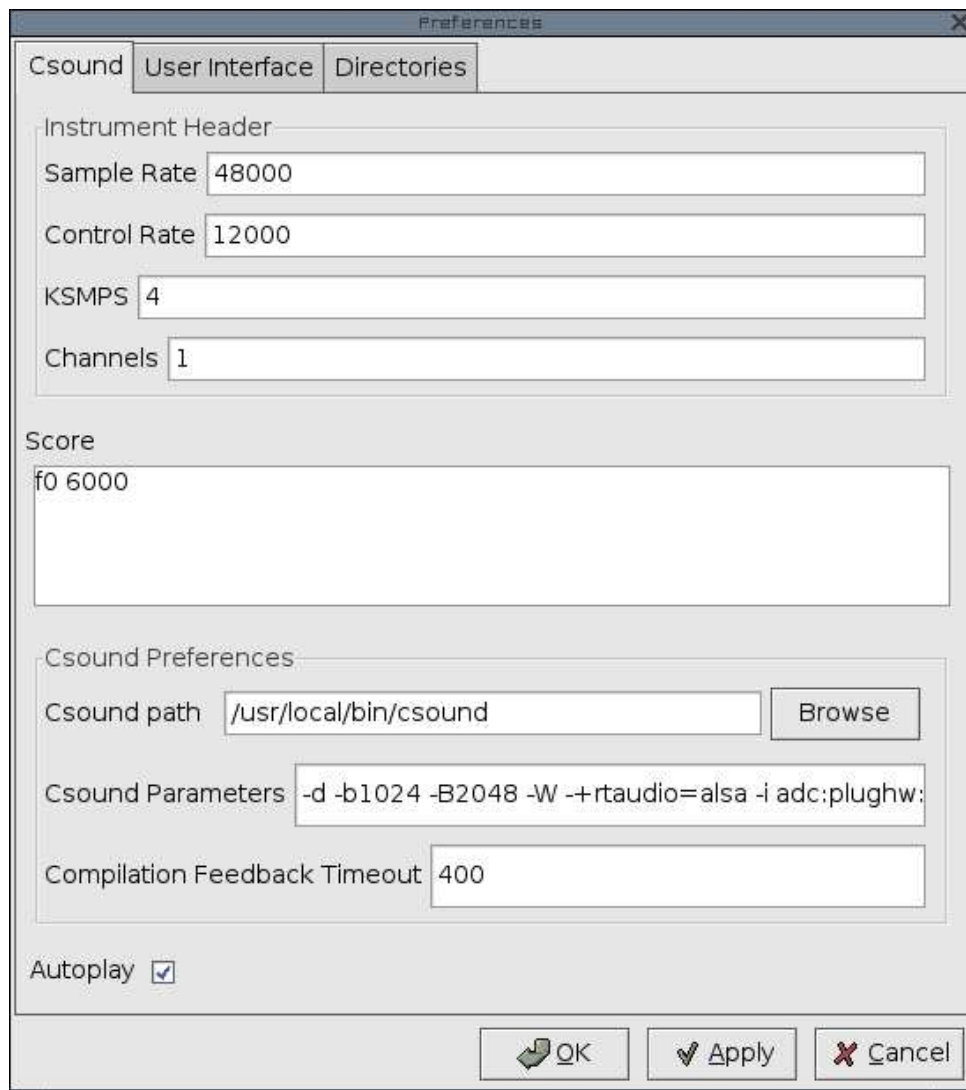 Preferences
Csound User Interface Directories
Instrument Header
Sample Rate 48000
Control Rate 12000
KSMPS 4
Channels 1
Score
f0 6000
Csound Preferences
Csound path /usr/local/bin/csound Browse
Csound Parameters -d -b1024 -B2048 -W -+rtaudio=alsa -i adc:plughw:
Compilation Feedback Timeout 400
Autoplay
OK Apply Cancel